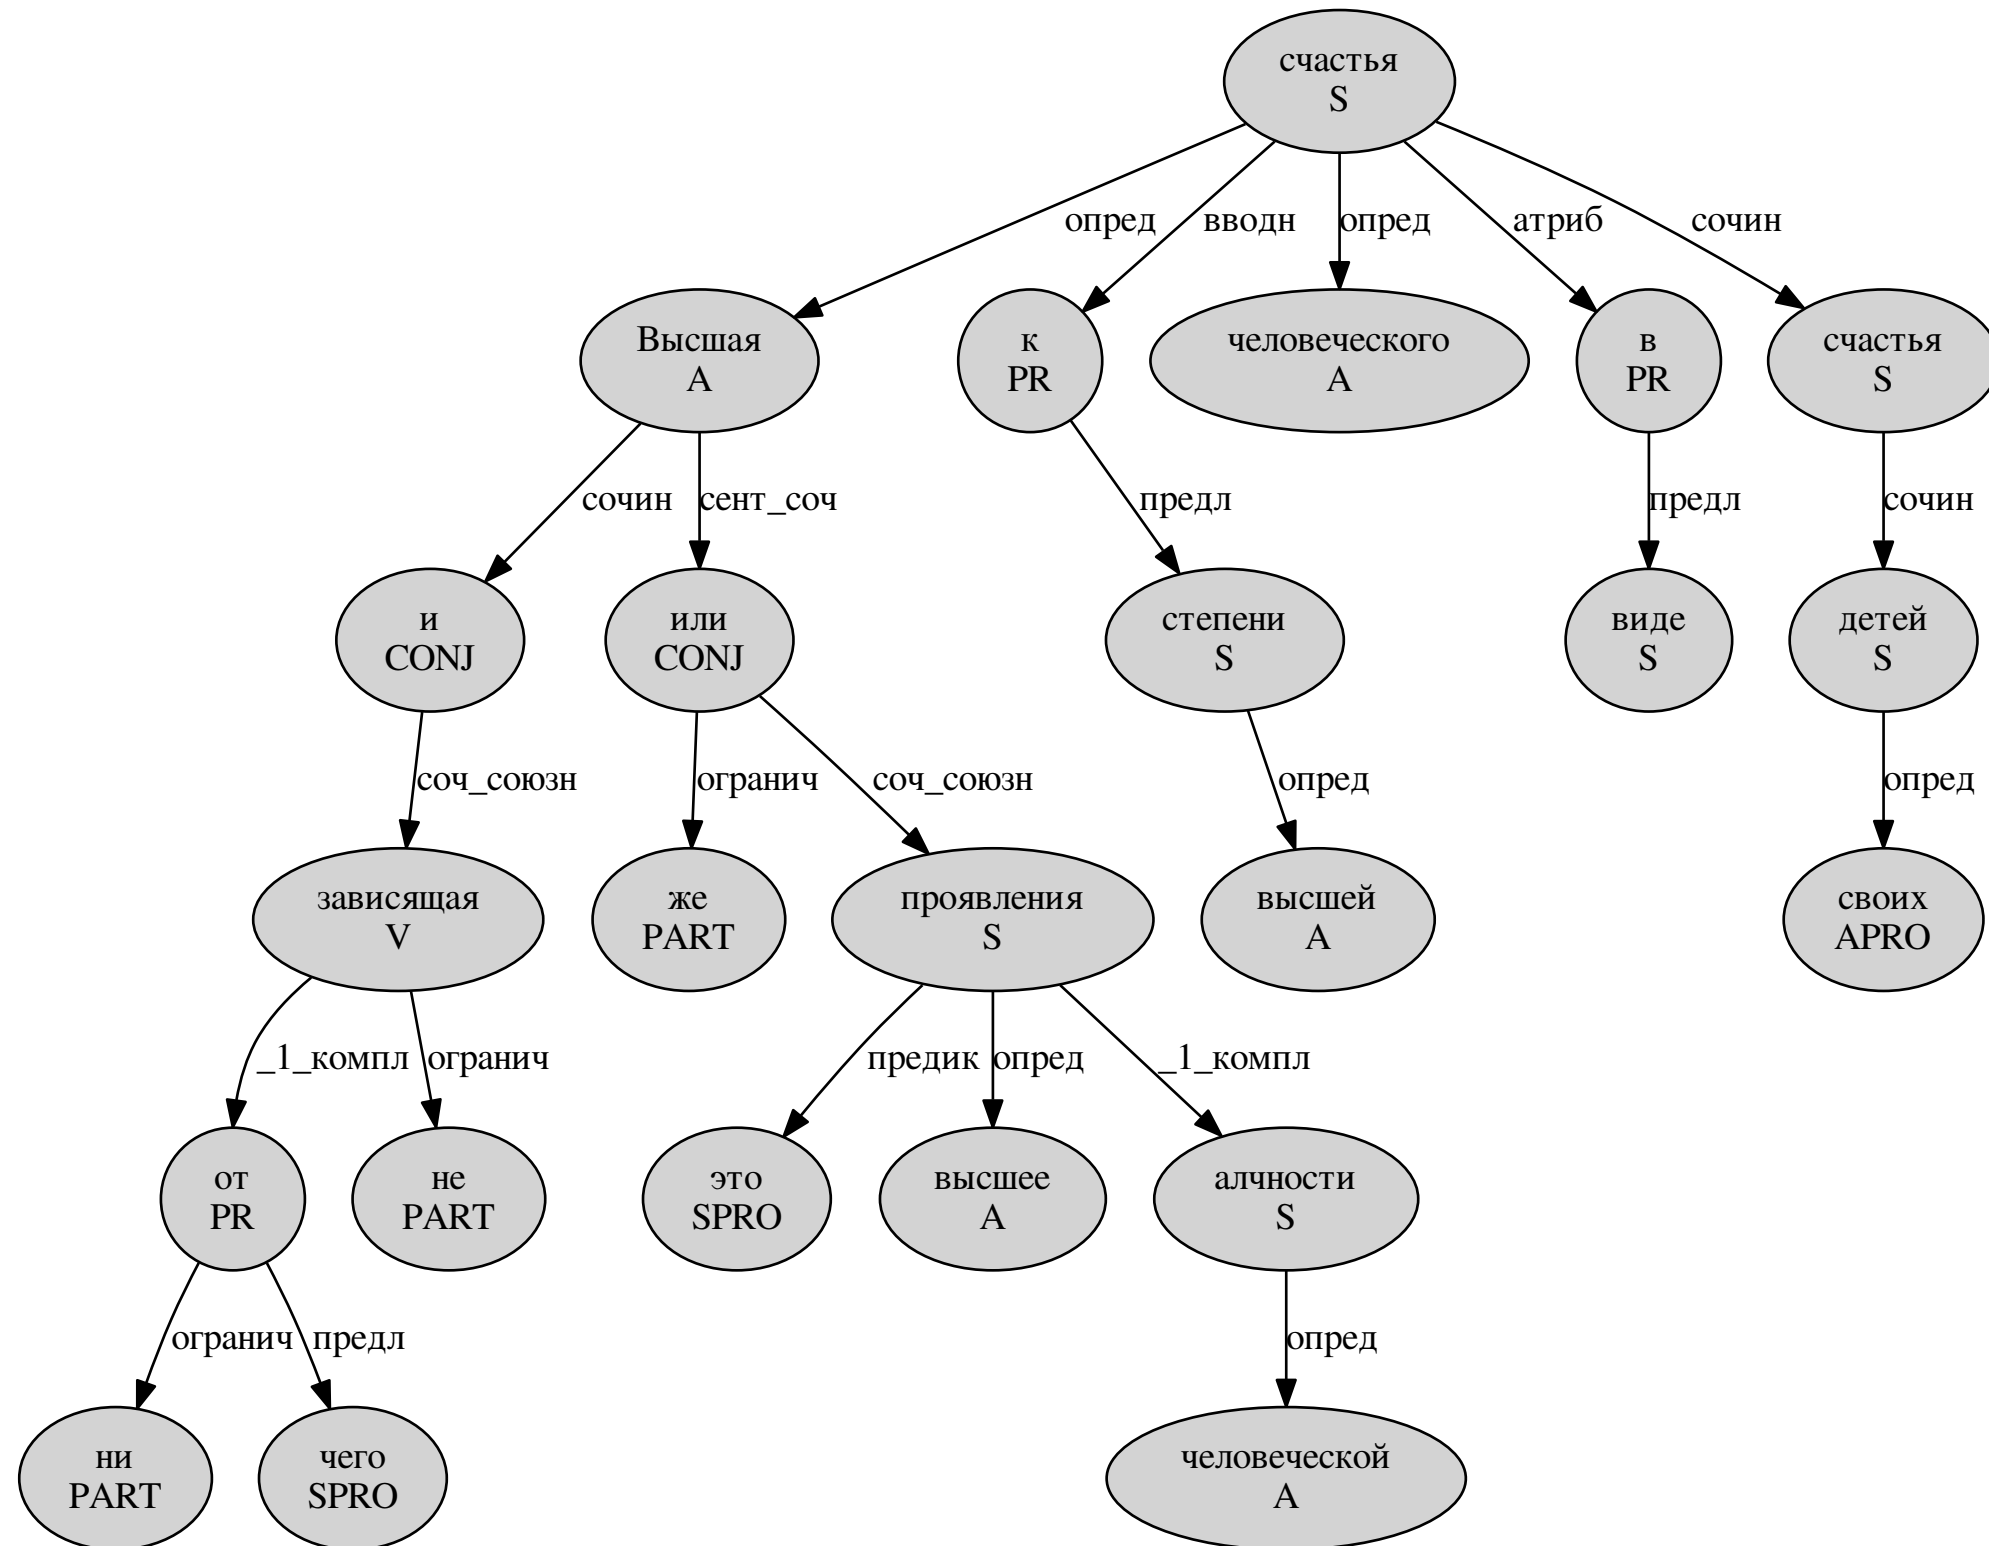 счастья
S
опред
вводн
опред
атриб
сочин
Высшая
A
к
PR
человеческого
A
в
PR
счастья
S
сочин
сент_соч
предл
предл
сочин
и
CONJ
или
CONJ
степени
S
виде
S
детей
S
соч_союзн
огранич
соч_союзн
опред
опред
зависящая
V
же
PART
проявления
S
высшей
A
своих
APRO
_1_компл
огранич
предик
опред
_1_компл
от
PR
не
PART
это
SPRO
высшее
A
алчности
S
огранич
предл
опред
ни
PART
чего
SPRO
человеческой
A